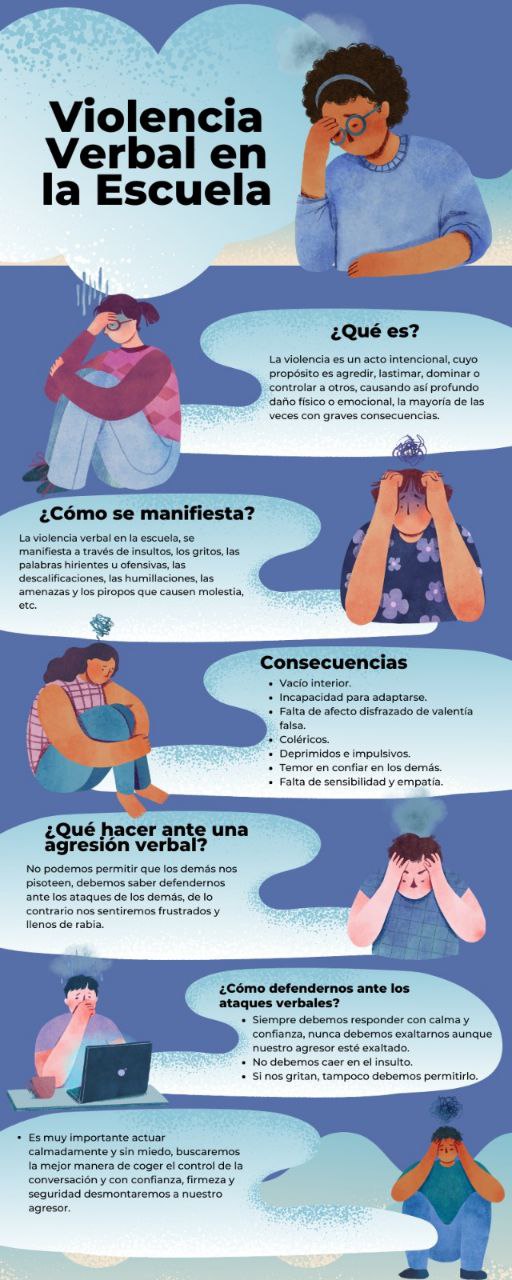 Violencia
Verbal en
la Escuela
¿Qué es?
La violencia es un acto intencional, cuyo
propósito es agredir, lastimar, dominar o
controlar a otros, causando así profundo
daño físico o emocional, la mayoría de las
veces con graves consecuencias.
¿Cómo se manifiesta?
La violencia verbal en la escuela, se
manifiesta a través de insultos, los gritos, las
palabras hirientes u ofensivas, las
descalificaciones, las humillaciones, las
amenazas y los piropos que causen molestia,
etc.
Consecuencias
• Vacío interior.
• Incapacidad para adaptarse.
• Falta de afecto disfrazado de valentía
falsa.
• Coléricos.
• Deprimidos e impulsivos.
• Temor en confiar en los demás.
• Falta de sensibilidad y empatía.
¿Qué hacer ante una
agresión verbal?
No podemos permitir que los demás nos
pisoteen, debemos saber defendernos
ante los ataques de los demás, de lo
contrario nos sentiremos frustrados y
llenos de rabia.
¿Cómo defendernos ante los
ataques verbales?
• Siempre debemos responder con calma y
confianza, nunca debemos exaltarnos aunque
nuestro agresor esté exaltado.
• No debemos caer en el insulto.
• Si nos gritan, tampoco debemos permitirlo.
• Es muy importante actuar
calmadamente y sin miedo, buscaremos
la mejor manera de coger el control de la
conversación y con confianza, firmeza y
seguridad desmontaremos a nuestro
agresor.